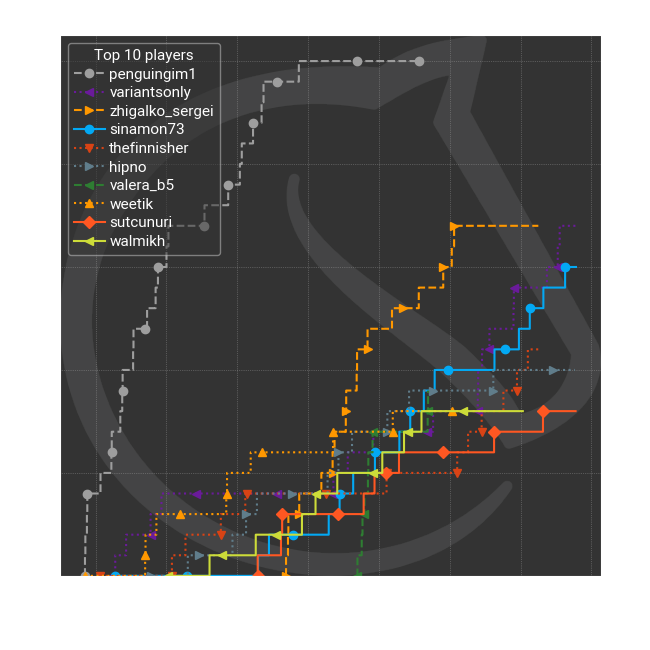 Top 10 players
penguingim1
variantsonly
zhigalko_sergei
sinamon73
thefinnisher
hipno
valera_b5
weetik
sutcunuri
walmikh